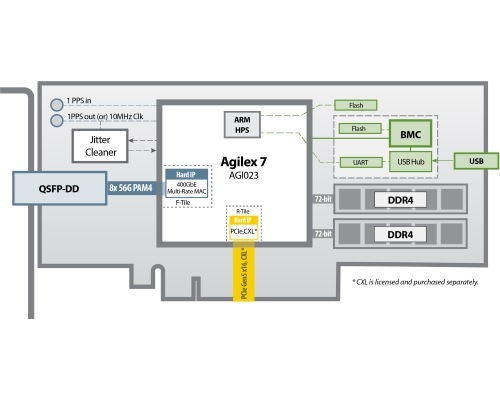 1 PPS in
1PPS out (or) 10MHz Clk
Jitter
Cleaner
QSFP-DD
8x 56G PAM4
Hard IP
400GbE
Multi-Rate MAC
F-Tile
ARM
HPS
Agilex 7
AGI023
R-Tile
Hard IP
PCIe,CXL*
PCIe Gen5 x16, CXL*
Flash
Flash
BMC
UART
USB Hub
USB
72-bit
DDR4
72-bit
DDR4
* CXL is licensed and purchased separately.